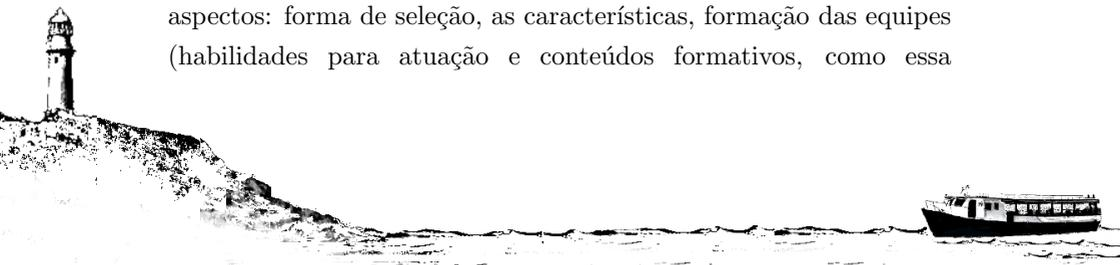 aspectos: forma de seleção, as características, formação das equipes
(habilidades para atuação e conteúdos formativos, como essa